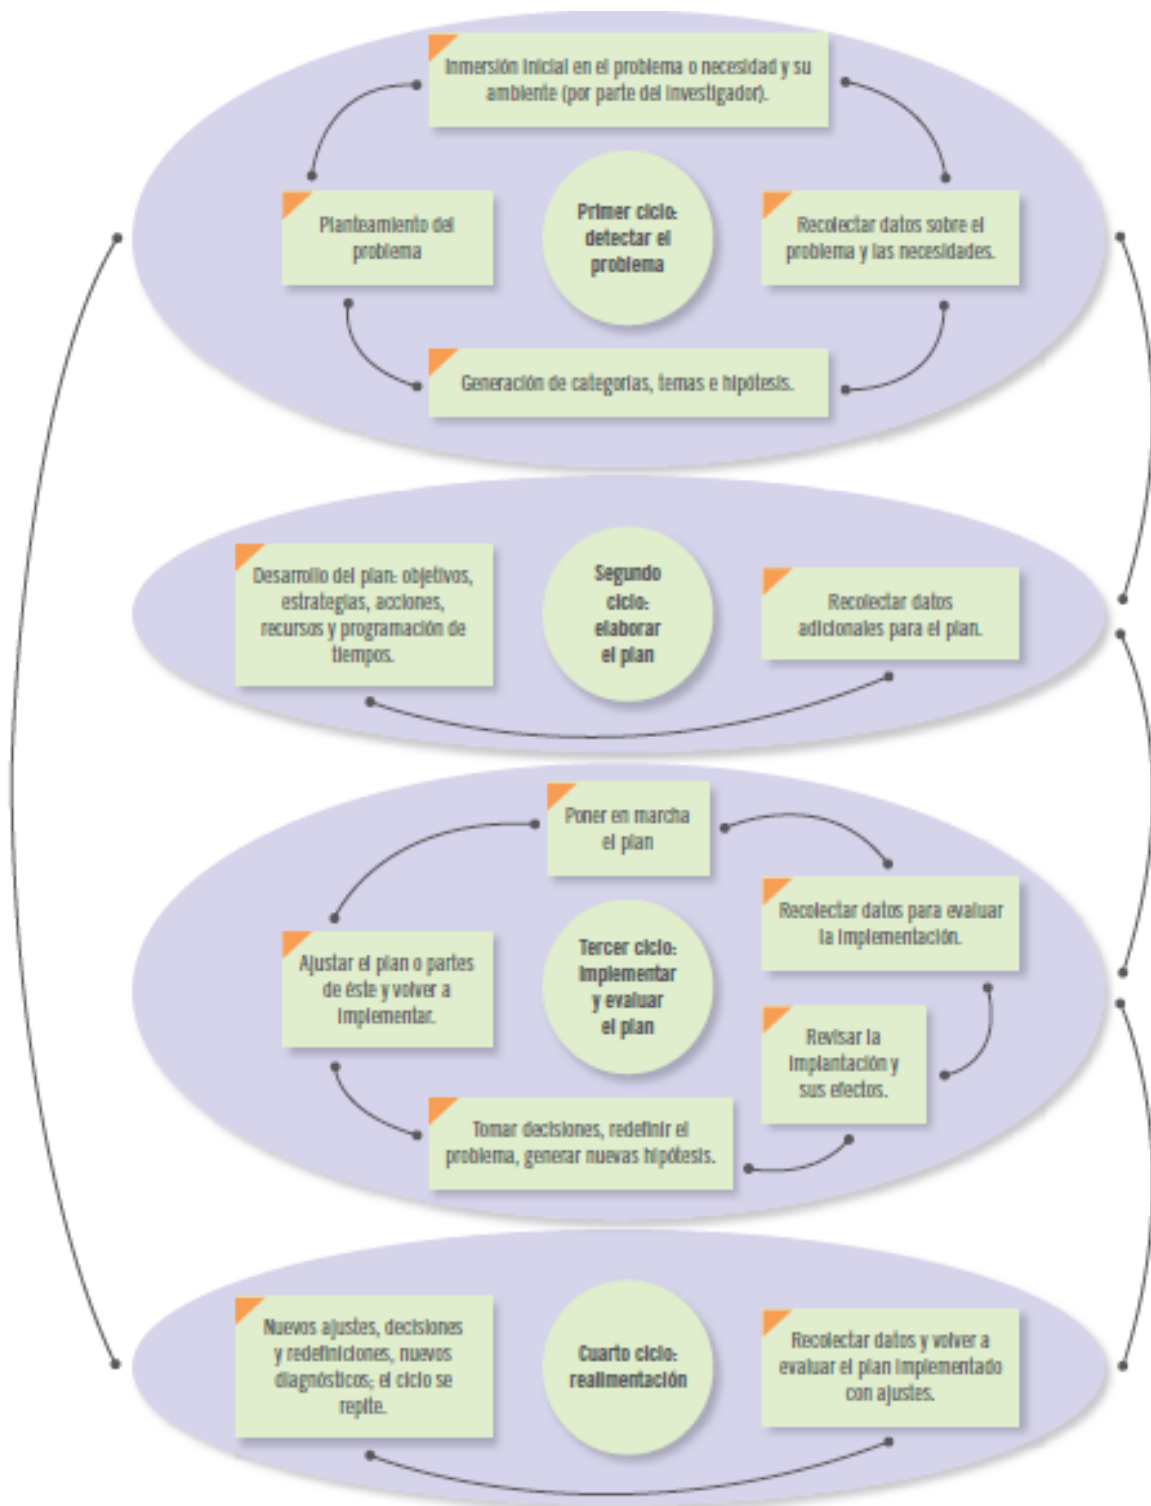 Inmersión inicial en el problema o necesidad y su
ambiente (por parte del investigador).
Planteamiento del
problema
Primer ciclo:
detectar el
problema
Recolectar datos sobre el
problema y las necesidades.
Generación de categorías, temas e hipótesis.
Desarrollo del plan: objetivos,
estrategias, acciones,
recursos y programación de
tiempos.
Segundo
ciclo:
elaborar
el plan
Recolectar datos
adicionales para el plan.
Poner en marcha
el plan
Recolectar datos para evaluar
la implementación.
Ajustar el plan o partes
de éste y volver a
implementar.
Tercer ciclo:
implementar
y evaluar
el plan
Revisar la
implantación y
sus efectos.
Tomar decisiones, redefinir el
problema, generar nuevas hipótesis.
Nuevos ajustes, decisiones
y redefiniciones, nuevos
diagnósticos; el ciclo se
repite.
Cuarto ciclo:
realimentación
Recolectar datos y volver a
evaluar el plan implementado
con ajustes.